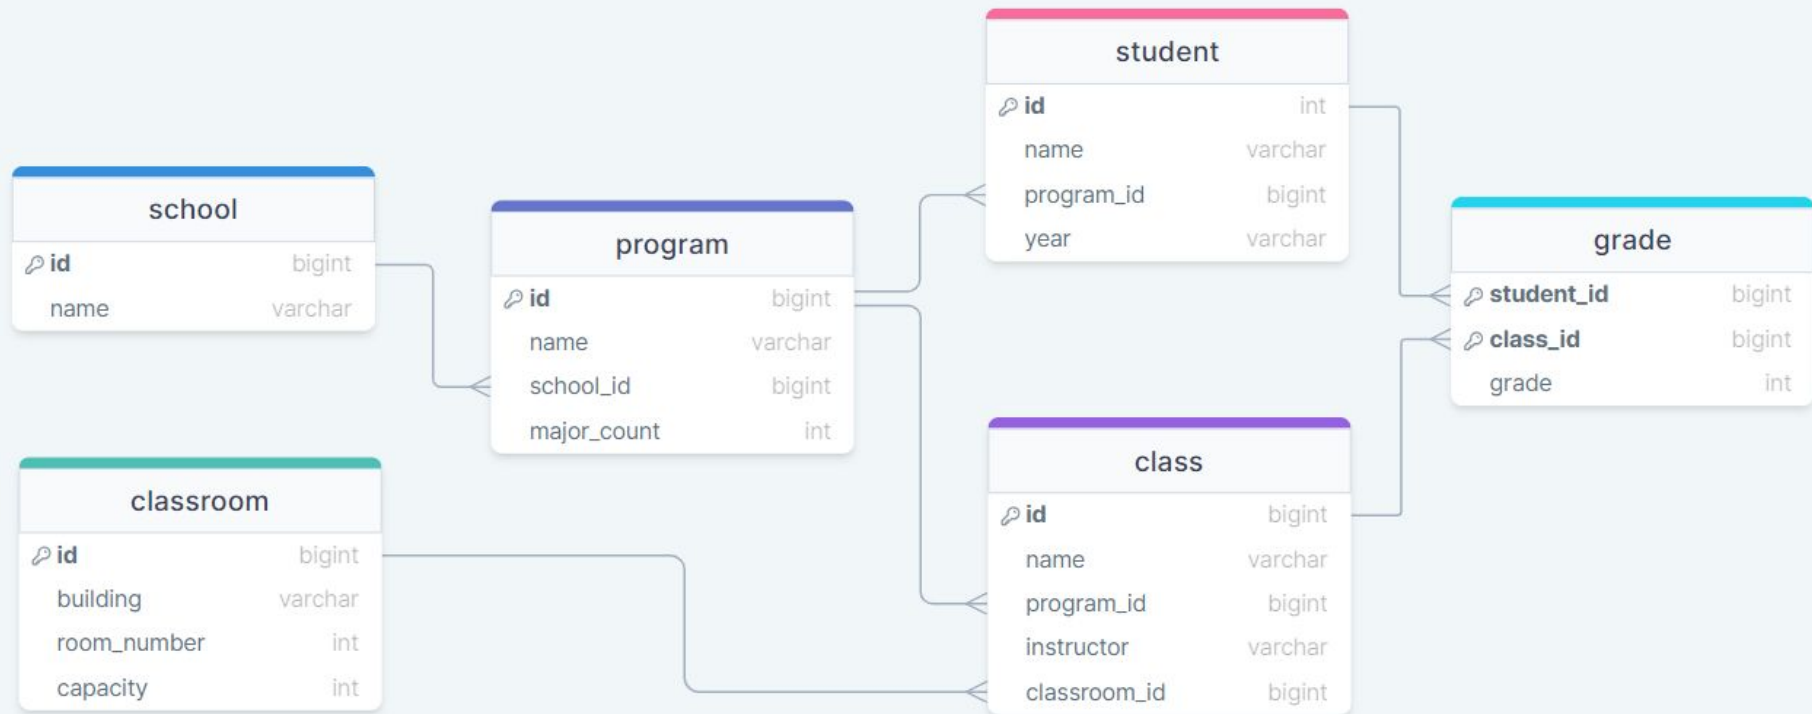 school
id bigint
name varchar
classroom
id bigint
building varchar
room_number int
capacity int
program
id bigint
name varchar
school_id bigint
major_count int
student
id int
name varchar
program_id bigint
year varchar
class
id bigint
name varchar
program_id bigint
instructor varchar
classroom_id bigint
grade
student_id bigint
class_id bigint
grade int